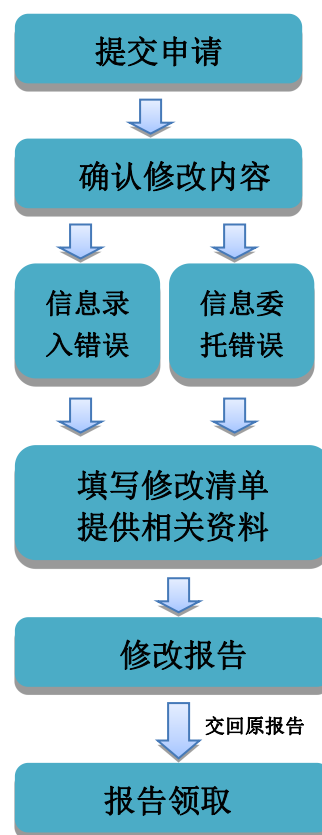 提交申请
确认修改内容
信息录
入错误
信息委
托错误
填写修改清单
提供相关资料
修改报告
交回原报告
报告领取